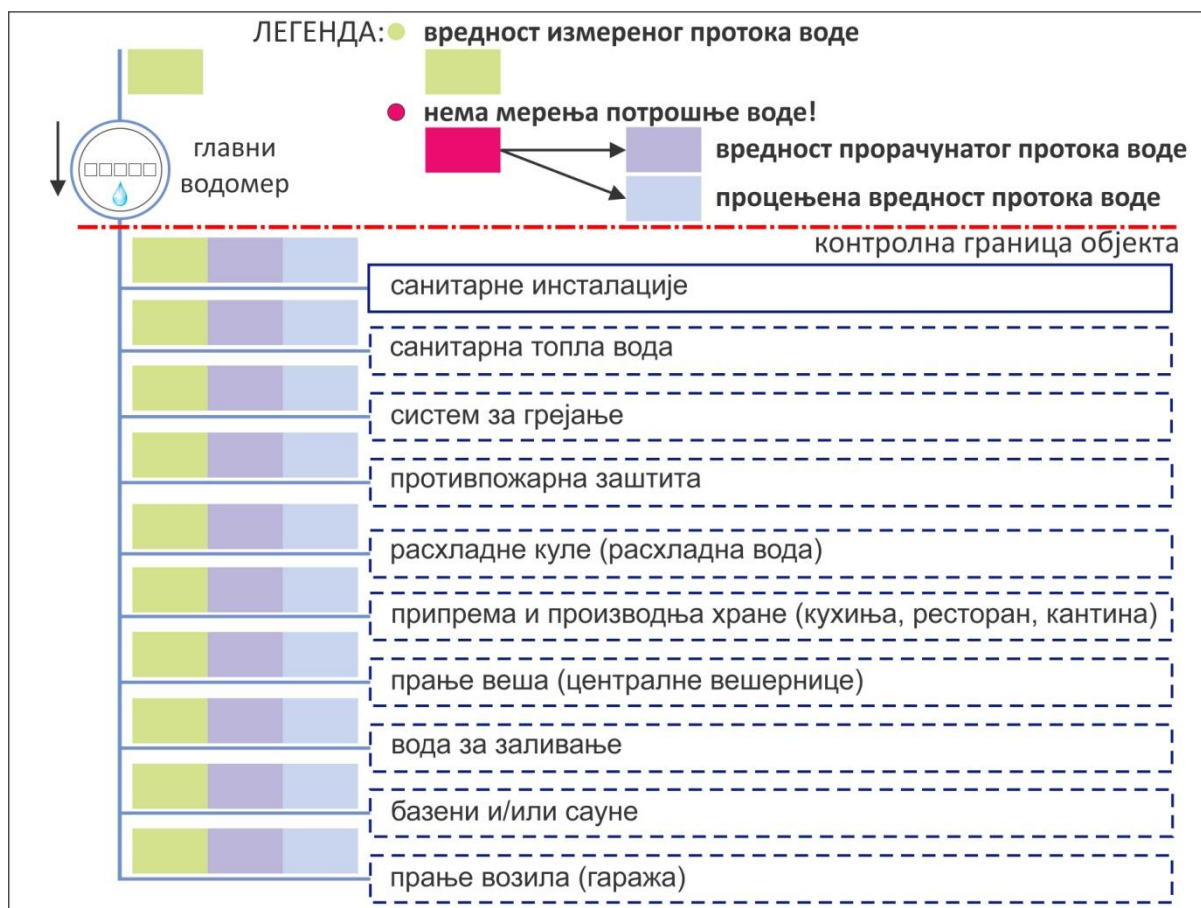 ЛЕГЕНДА: вредност измереног протока воде
нема мерења потрошње воде!
главни
водомер
вредност прорачунатог протока воде
процењена вредност протока воде
контролна граница објекта
санитарне инсталације
санитарна топла вода
систем за грејање
противпожарна заштита
расхладне куле (расхладна вода)
припрема и производња хране (кухиња, ресторан, кантина)
прање веша (централне вешернице)
вода за заливање
базени и/или сауне
прање возила (гаража)